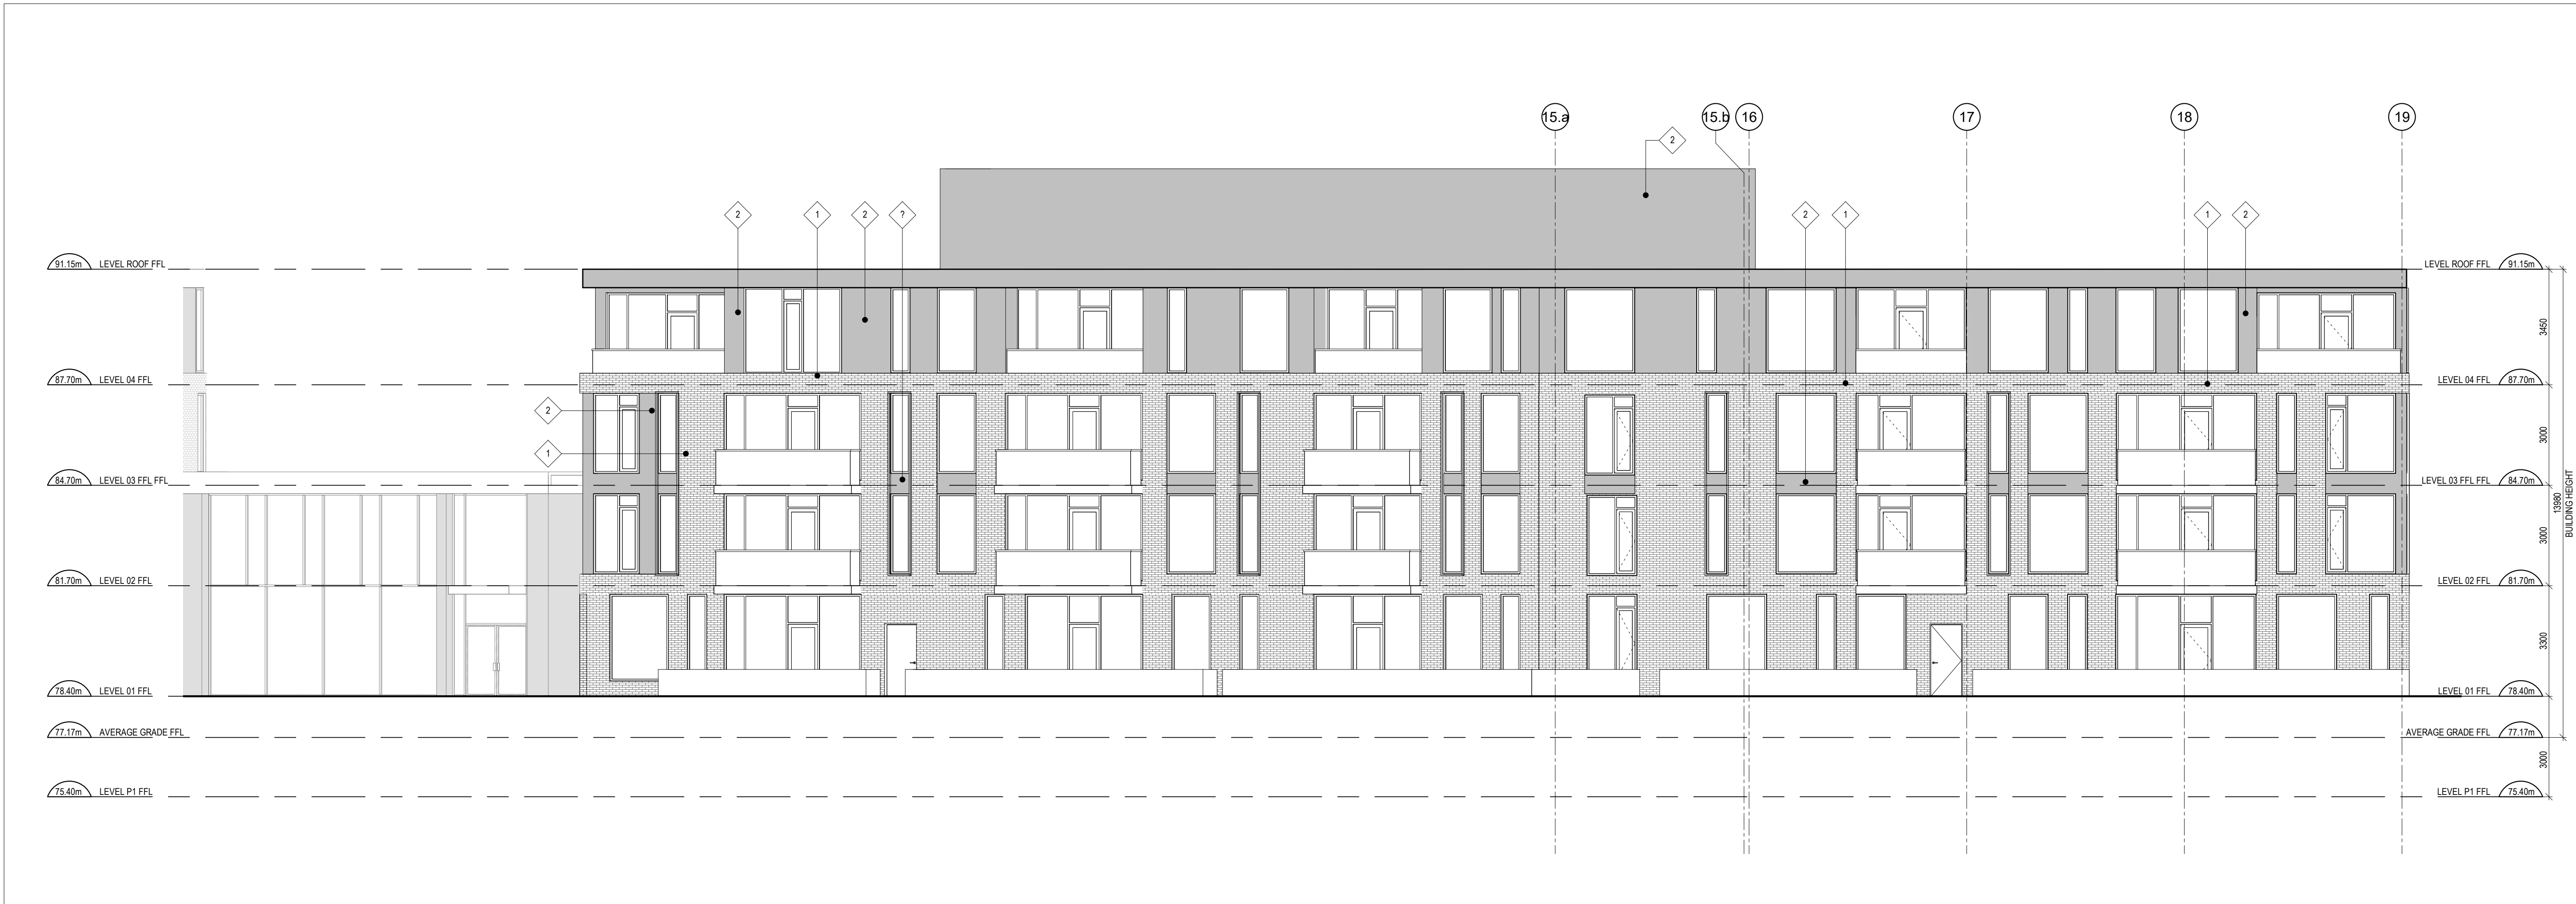 15.a
15.b
16
17
18
19
2
2
1
2
?
2
1
1
2
91.15m LEVEL ROOF FFL
LEVEL ROOF FFL 91.15m
3450
87.70m LEVEL 04 FFL
LEVEL 04 FFL 87.70m
2
1
3000
84.70m LEVEL 03 FFL FFL
LEVEL 03 FFL FFL 84.70m
13980
BUILDING HEIGHT
3000
81.70m LEVEL 02 FFL
LEVEL 02 FFL 81.70m
3300
78.40m LEVEL 01 FFL
LEVEL 01 FFL 78.40m
77.17m AVERAGE GRADE FFL
AVERAGE GRADE FFL 77.17m
3000
75.40m LEVEL P1 FFL
LEVEL P1 FFL 75.40m